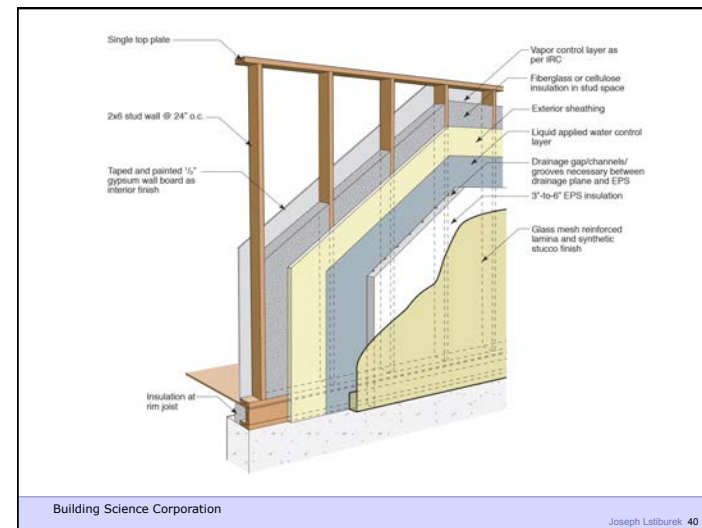 Single top plate
2x6 stud wall @ 24" o.c.
Taped and painted 1/2"
gypsum wall board as
interior finish
Insulation at
rim joist
Vapor control layer as
per IRC
Fiberglass or cellulose
insulation in stud space
Exterior sheathing
Liquid applied water control
layer
Drainage gap/channels/
grooves necessary between
drainage plane and EPS
3"-to-6" EPS insulation
Glass mesh reinforced
lamina and synthetic
stucco finish
Building Science Corporation
Joseph Lstiburek 40